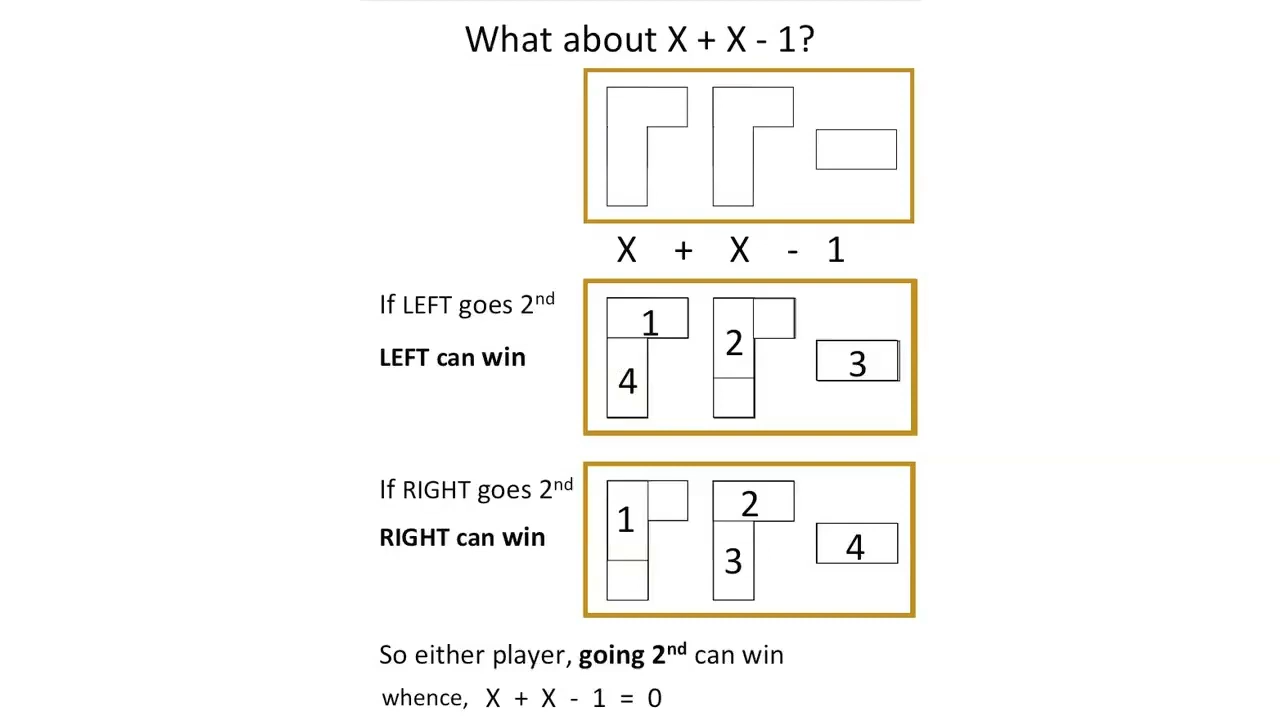 What about X + X - 1?
X + X - 1
If LEFT goes 2nd
LEFT can win
1
2
3
4
If RIGHT goes 2nd
RIGHT can win
1
2
3
4
So either player, going 2nd can win
whence, X + X - 1 = 0